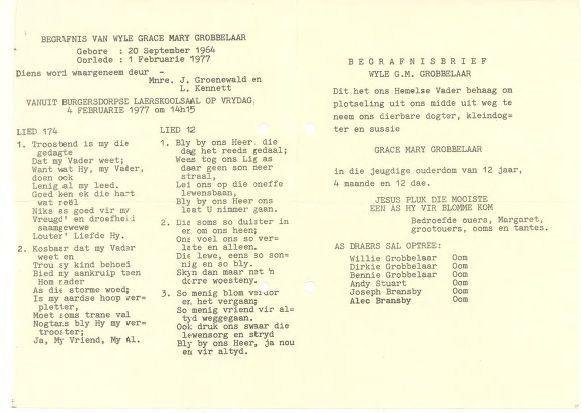 BEGRAFNIS VAN WYLE GRACE MARY GROBBELAAR
Gebore : 20 September 1964
Oorlede : 1 Februarie 1977
Diens word waargeneem deur -
Mnre. J. Groenewald en
L. Kennett
VANUIT BURGERSDORPSE LAERSKOOLSAAL OP VRYDAG
4 FEBRUARIE 1977 om 14h15
LIED 174
1. Troostend is my die
gedagte
Dat my Vader weet;
Want wat Hy, my Vader,
doen ook
Lenig al my leed.
Goed ken ek die hart
wat reël
Niks as goed vir my
Vreugd' en droefheid
saamgewewe
Louter' Liefde Hy.
2. Kosbaar dat my Vader
weet en
Trou sy kind behoed
Bied my aankruip teen
Hom nader
As die storme woed;
Is my aardse hoop ver=
pletter,
Moet soms trane val
Nogtans bly Hy my ver=
trooster;
Ja, My Vriend, My Al.
LIED 12
1. Bly by ons Heer, die
dag het reeds gedaal;
Wees tog ons Lig as
daar geen son meer
straal,
Lei ons op die oneffe
lewensbaan,
Bly by ons Heer ons
laat U nimmer gaan.
2. Die soms so duister in
en om ons heen;
Ons voel ons so ver=
late en alleen.
Die lewe, eens so son=
nig en so bly.
Skyn dan maar net 'n
dorre woesteny.
3. So menig blom verdor
en het vergaan;
So menig vriend vir al=
tyd weggegaan.
Ook druk ons swaar die
lewensorg en stryd
Bly by ons Heer, ja nou
en vir altyd.
BEGRAFNISBRIEF
WYLE G.M. GROBBELAAR
Dit het ons Hemelse Vader behaag om
plotseling uit ons midde uit weg te
neem ons dierbare dogter, kleindog=
ter en sussie
GRACE MARY GROBBELAAR
in die jeugdige ouderdom van 12 jaar,
4 maande en 12 dae.
JESUS PLUK DIE MOOISTE
EEN AS HY VIR BLOMME KOM
Bedroefde ouers, Margaret,
grootouers, ooms en tantes.
AS DRAERS SAL OPTREE:
Willie Grobbelaar Oom
Dirkie Grobbelaar Oom
Bennie Grobbelaar Oom
Andy Stuart Oom
Joseph Bransby Oom
Alec Bransby Oom